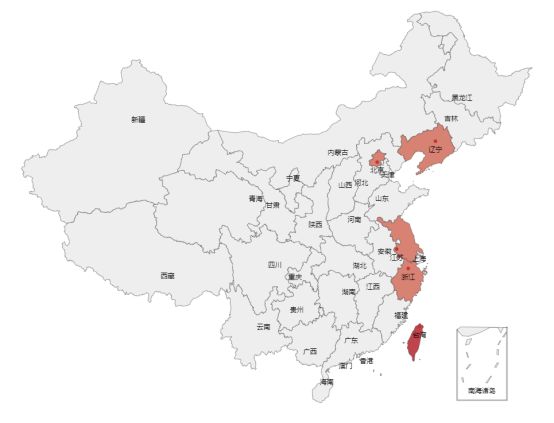 黑龙江
新疆
吉林
辽宁
内蒙古
北京
天津
宁夏
山西
河北
青海
甘肃
山东
陕西
河南
安徽
江苏
上海
四川
湖北
西藏
重庆
浙江
湖南
江西
贵州
福建
云南
台湾
广东
广西
香港
澳门
海南
南海诸岛